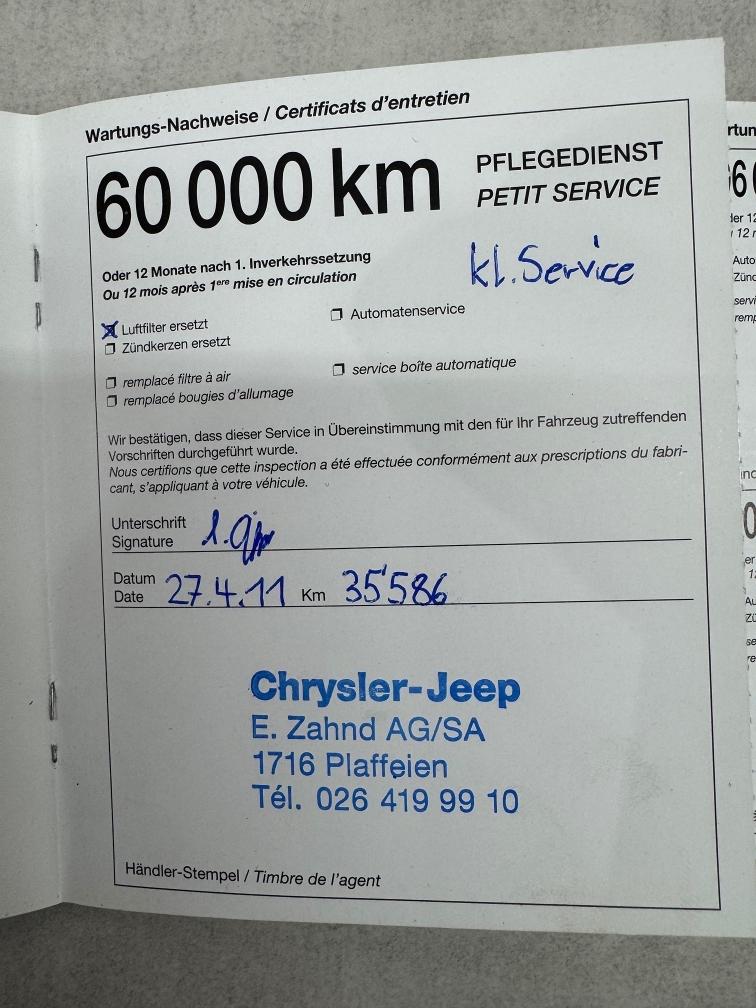 Wartungs-Nachweise / Certificats d'entretien
60 000 km
PFLEGEDIENST
PETIT SERVICE
Oder 12 Monate nach 1. Inverkehrssetzung
Ou 12 mois après 1ere mise en circulation
kl. Service
Luftfilter ersetzt
Zündkerzen ersetzt
Automatenservice
remplacé filtre à air
remplacé bougies d'allumage
service boîte automatique
Wir bestätigen, dass dieser Service in Übereinstimmung mit den für Ihr Fahrzeug zutreffenden
Vorschriften durchgeführt wurde.
Nous certifions que cette inspection a été effectuée conformément aux prescriptions du fabri-
cant, s'appliquant à votre véhicule.
Unterschrift
Signature
Datum
Date 27.4.11 Km 35'586
Chrysler-Jeep
E. Zahnd AG/SA
1716 Plaffeien
Tél. 026 419 99 10
Händler-Stempel / Timbre de l'agent